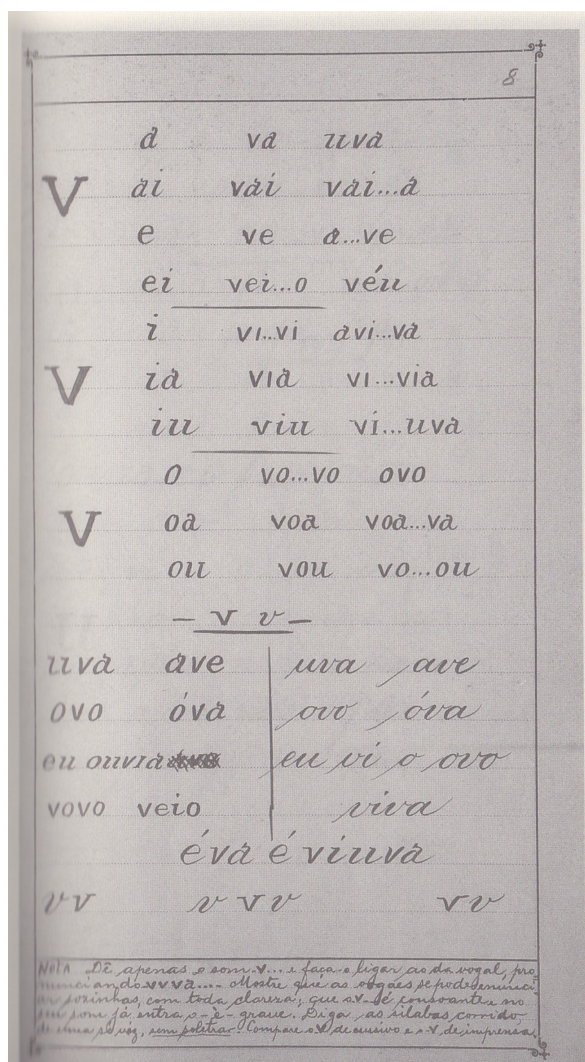 8
a va uva
V ai vai vai...a
e ve a...ve
ei vei...o véu
i vi...vi avi...va
V ia via vi...via
iu viu vi...uva
o vo...vo ovo
V oa voa voa...va
ou vou vo...ou
– v v –
uva ave uva ave
ovo óva ovo óva
eu ouvia eu vi o ovo
vovo veio viva
éva é viuva
v v v v v v v
NOTA Dê apenas o som v... e faça-o ligar ao da vogal, pro
nunciando vvva.... Mostre que as vogáes se pode enunci
ar sozinhas, com toda clareza; que o v é consoante e no
seu som já entra o -e- grave. Diga as silabas corrido
de uma só vez, sem soletrar. Compare o V de cursivo e o v, de imprensa.